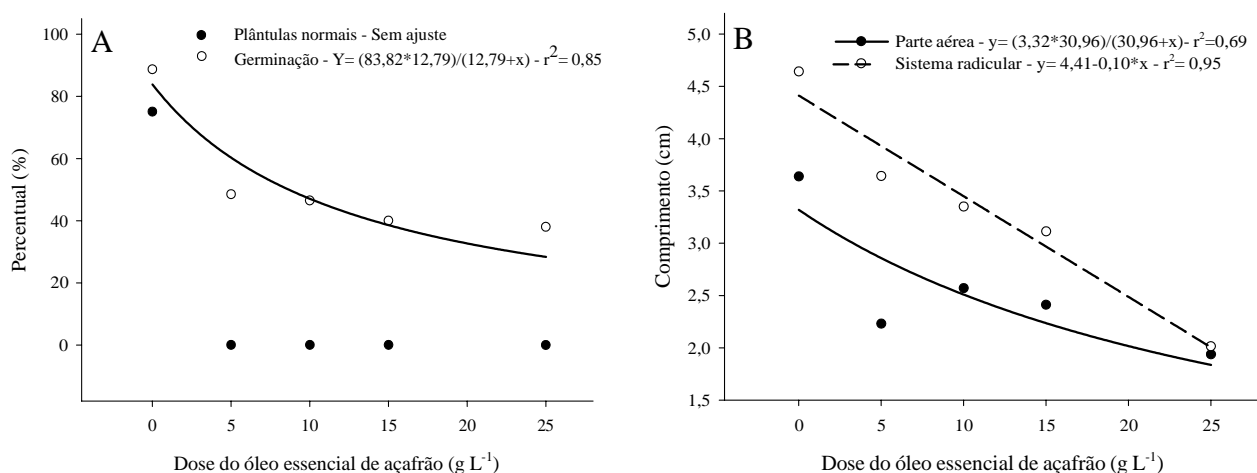 A
Plântulas normais - Sem ajuste
Germinação - Y= (83,82*12,79)/(12,79+x) - r²= 0,85
100
80
60
40
20
0
Percentual (%)
0 5 10 15 20 25
Dose do óleo essencial de açafrão (g L⁻¹)
B
Parte aérea - y= (3,32*30,96)/(30,96+x)- r²=0,69
Sistema radicular - y= 4,41-0,10*x - r²= 0,95
5,0
4,5
4,0
3,5
3,0
2,5
2,0
1,5
Comprimento (cm)
0 5 10 15 20 25
Dose do óleo essencial de açafrão (g L⁻¹)